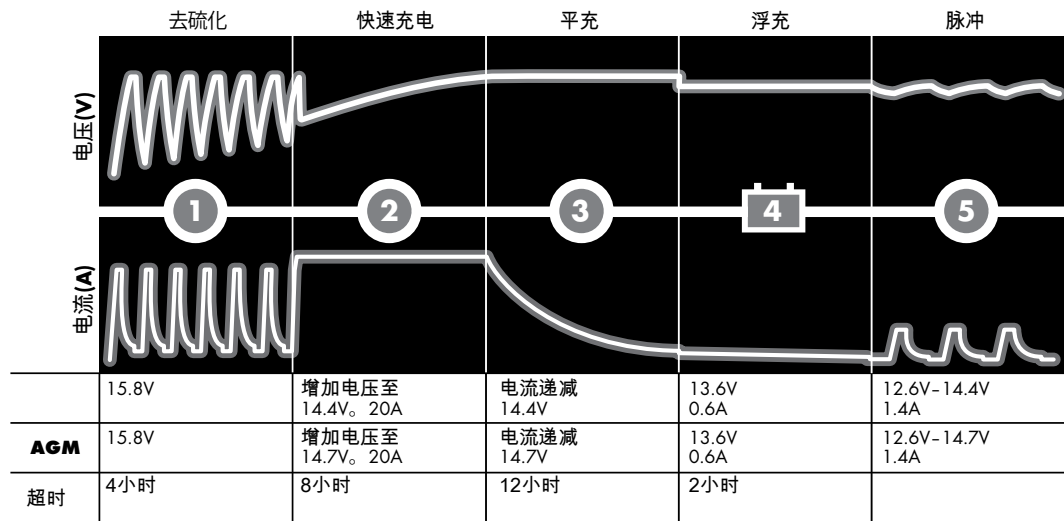 去硫化 快速充电 平充 浮充 脉冲
电压(V)
1 2 3 4 5
电流(A)
15.8V 增加电压至 电流递减 13.6V 12.6V–14.4V
14.4V。20A 14.4V 0.6A 1.4A
AGM 15.8V 增加电压至 电流递减 13.6V 12.6V–14.7V
14.7V。20A 14.7V 0.6A 1.4A
超时 4小时 8小时 12小时 2小时